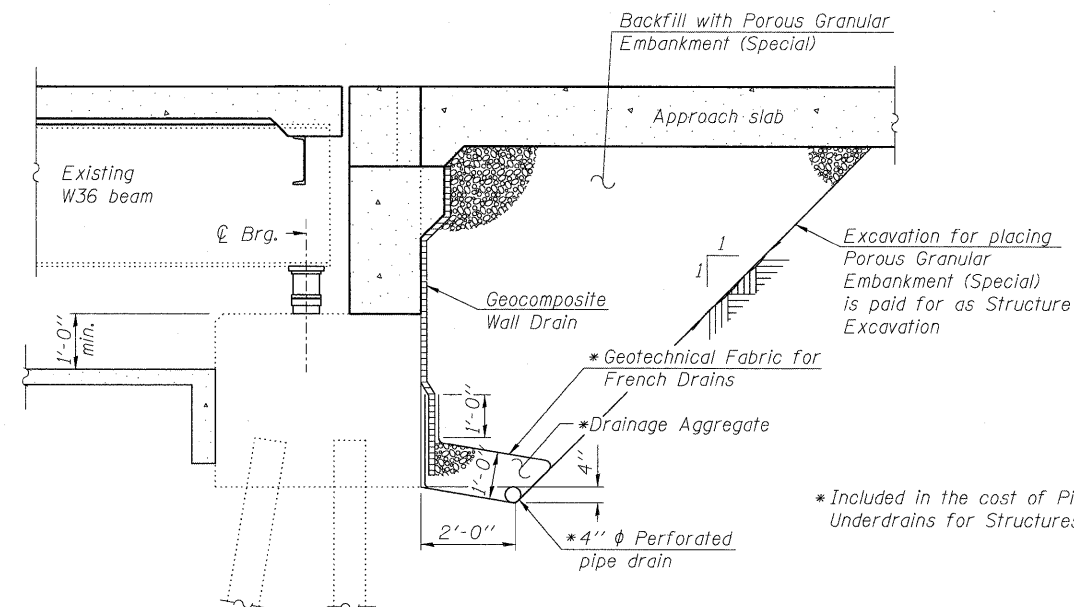 Backfill with Porous Granular
Embankment (Special)
Approach slab
Existing
W36 beam
℄ Brg.
1'-0"
min.
Geocomposite
Wall Drain
1
1
Excavation for placing
Porous Granular
Embankment (Special)
is paid for as Structure
Excavation
* Geotechnical Fabric for
French Drains
1'-0"
*Drainage Aggregate
1'-0"
4"
2'-0"
*4" ϕ Perforated
pipe drain
* Included in the cost of Pi
Underdrains for Structures